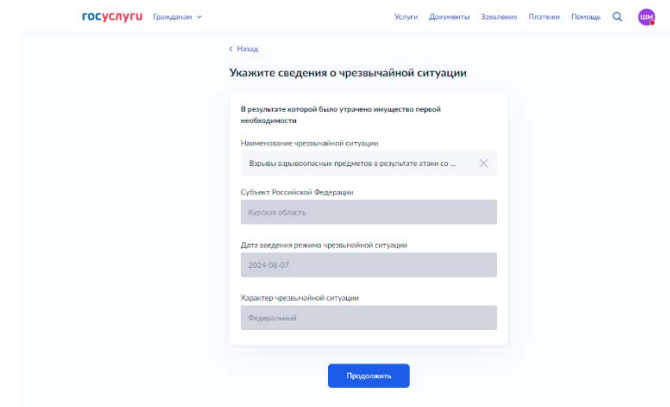 госуслуги Гражданам Услуги Документы Заявления Платежи Помощь ШМ
Назад
Укажите сведения о чрезвычайной ситуации
В результате которой было утрачено имущество первой
необходимости
Наименование чрезвычайной ситуации
Взрывы взрывоопасных предметов в результате атаки со ...
Субъект Российской Федерации
Курская область
Дата введения режима чрезвычайной ситуации
2024-08-07
Характер чрезвычайной ситуации
Федеральный
Продолжить